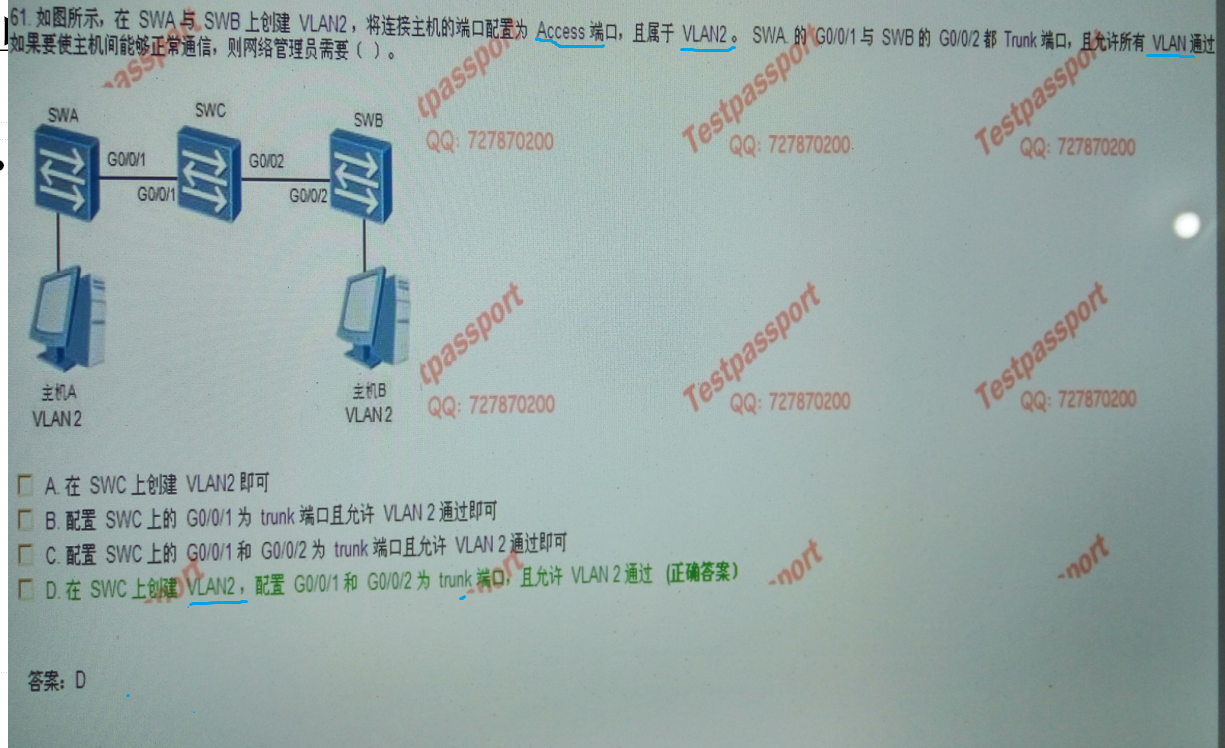 61. 如图所示，在 SWA 与 SWB 上创建 VLAN2，将连接主机的端口配置为 Access 端口，且属于 VLAN2。 SWA 的 G0/0/1 与 SWB 的 G0/0/2 都 Trunk 端口，且允许所有 VLAN 通过
如果要使主机间能够正常通信，则网络管理员需要（ ）。
asspassport
tpassport
Testpassport
Testpassport
QQ: 727870200
QQ: 727870200
QQ: 727870200
SWA
SWC
SWB
G0/0/1
G0/02
G0/0/1
G0/0/2
tpassport
Testpassport
Testpassport
主机A
主机B
QQ: 727870200
QQ: 727870200
QQ: 727870200
VLAN 2
VLAN 2
A. 在 SWC 上创建 VLAN2 即可
B. 配置 SWC 上的 G0/0/1 为 trunk 端口且允许 VLAN 2 通过即可
C. 配置 SWC 上的 G0/0/1 和 G0/0/2 为 trunk 端口且允许 VLAN 2 通过即可
D. 在 SWC 上创建 VLAN2，配置 G0/0/1 和 G0/0/2 为 trunk 端口，且允许 VLAN 2 通过 (正确答案)
答案：D